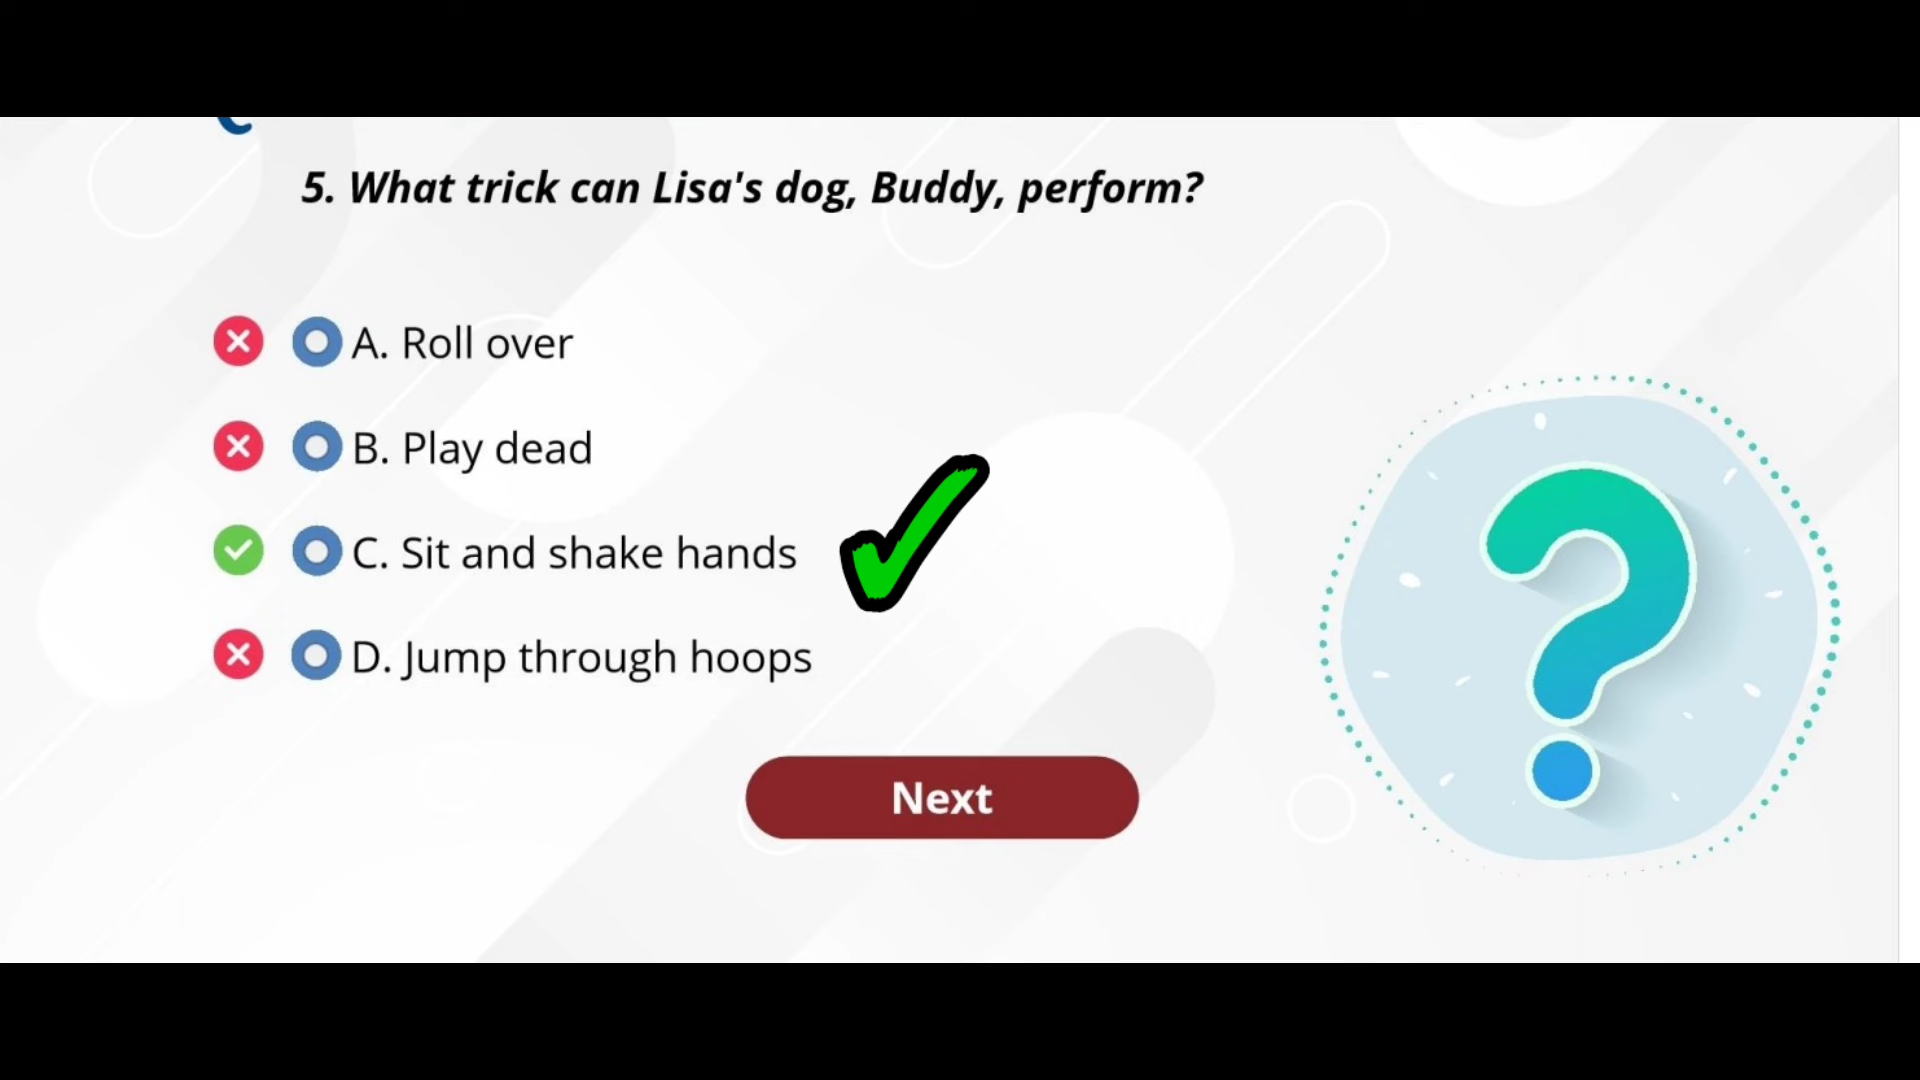 5. What trick can Lisa's dog, Buddy, perform?
A. Roll over
B. Play dead
C. Sit and shake hands
D. Jump through hoops
Next